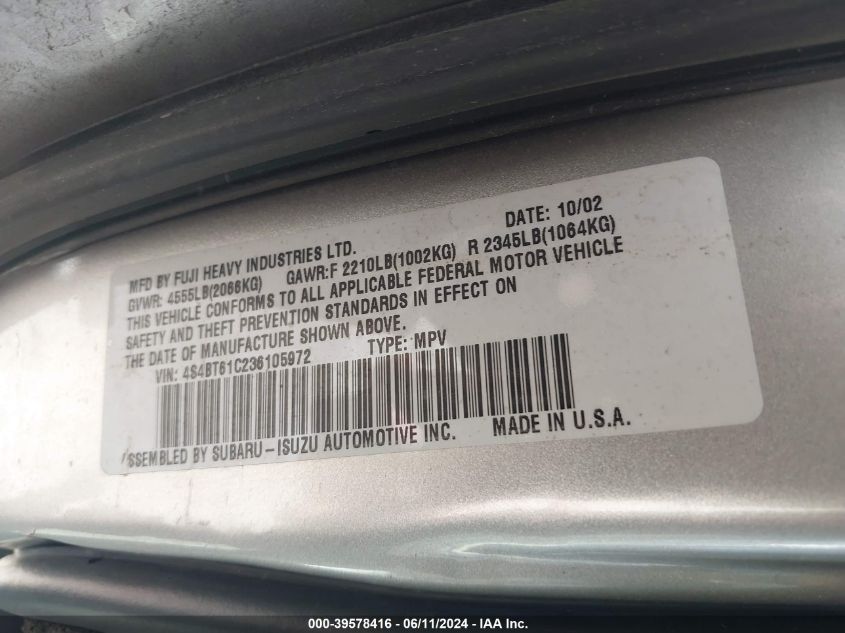 MFD BY FUJI HEAVY INDUSTRIES LTD. DATE: 10/02
GVWR: 4555LB(2066KG) GAWR:F 2210LB(1002KG) R 2345LB(1064KG)
THIS VEHICLE CONFORMS TO ALL APPLICABLE FEDERAL MOTOR VEHICLE
SAFETY AND THEFT PREVENTION STANDARDS IN EFFECT ON
THE DATE OF MANUFACTURE SHOWN ABOVE.
VIN: 4S4BT61C236105972 TYPE: MPV
ASSEMBLED BY SUBARU-ISUZU AUTOMOTIVE INC. MADE IN U.S.A.
000-39578416 - 06/11/2024 - IAA Inc.